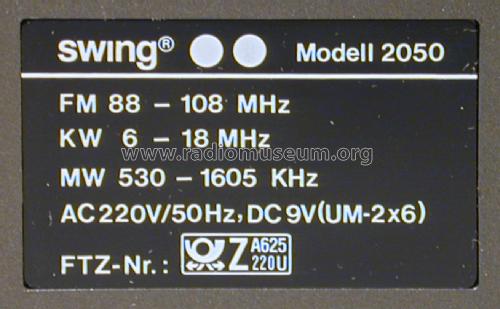 swing® Modell 2050
FM 88 – 108 MHz
KW 6 – 18 MHz
www.radiomuseum.org
MW 530 – 1605 KHz
AC 220V/50Hz, DC 9V (UM-2x6)
FTZ-Nr.: Z A625 220U